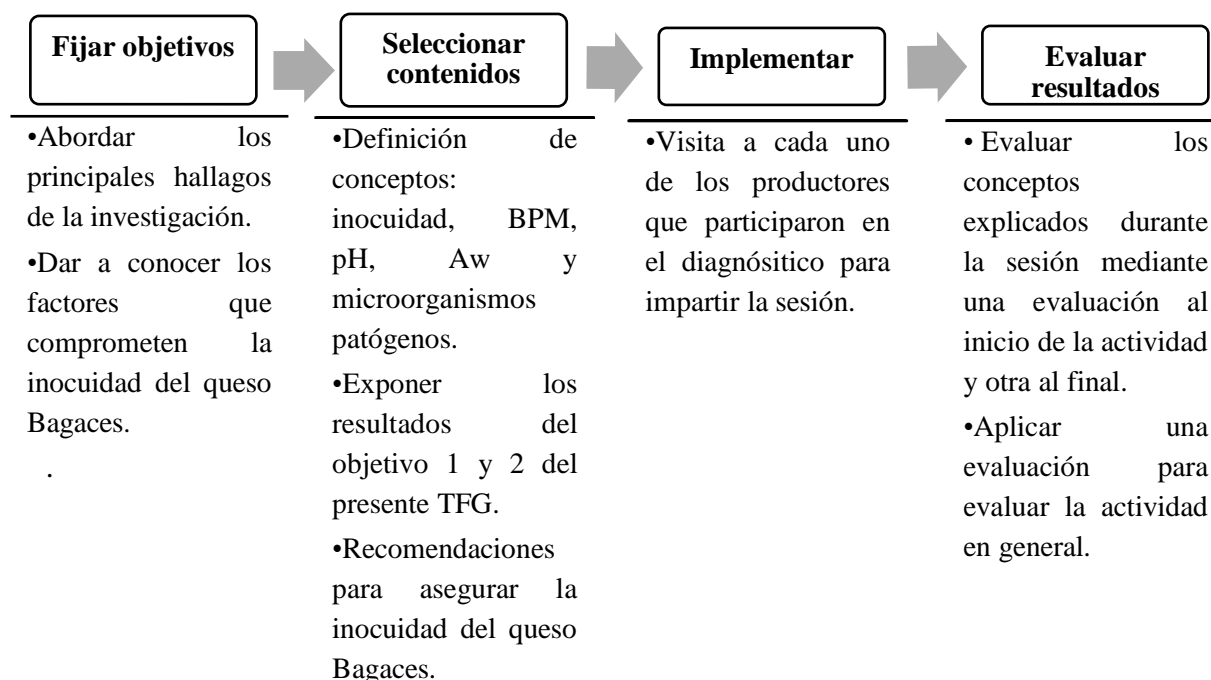 Fijar objetivos
•Abordar los
principales hallagos
de la investigación.
•Dar a conocer los
factores que
comprometen la
inocuidad del queso
Bagaces.
.
Seleccionar
contenidos
•Definición de
conceptos:
inocuidad, BPM,
pH, Aw y
microorganismos
patógenos.
•Exponer los
resultados del
objetivo 1 y 2 del
presente TFG.
•Recomendaciones
para asegurar la
inocuidad del queso
Bagaces.
Implementar
•Visita a cada uno
de los productores
que participaron en
el diagnósitico para
impartir la sesión.
Evaluar
resultados
• Evaluar los
conceptos
explicados durante
la sesión mediante
una evaluación al
inicio de la actividad
y otra al final.
•Aplicar una
evaluación para
evaluar la actividad
en general.